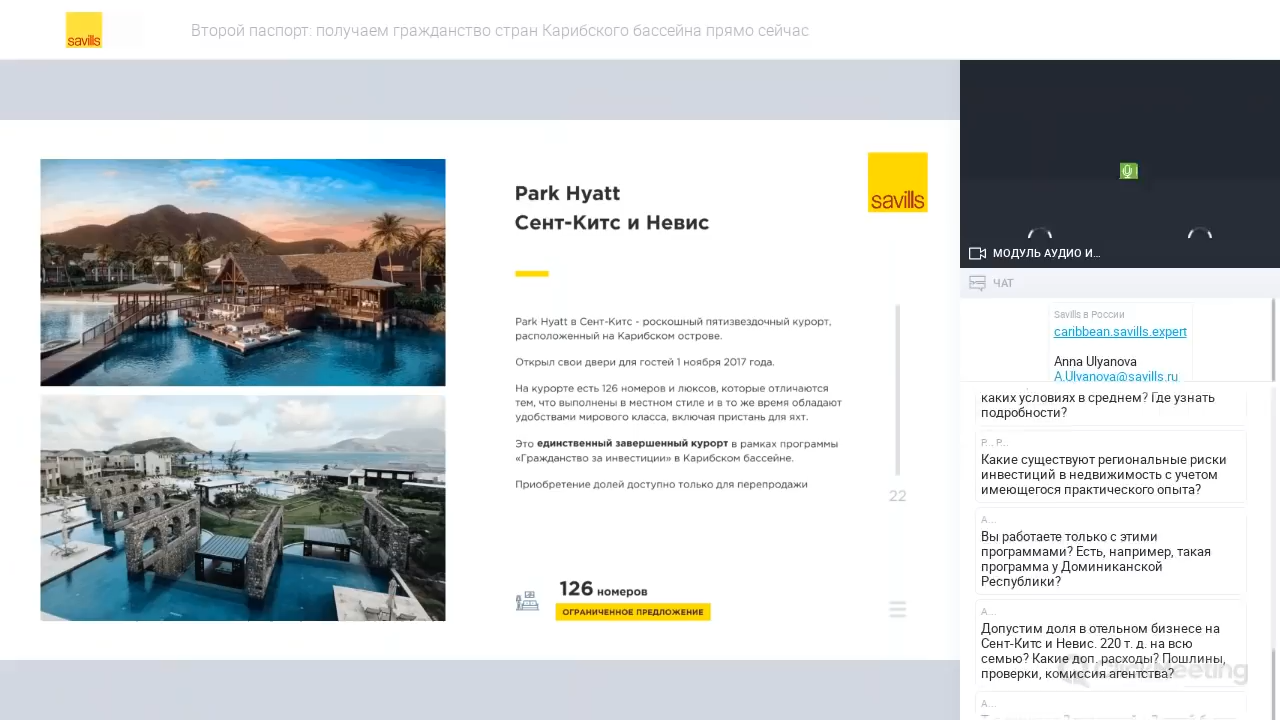 savills
Второй паспорт: получаем гражданство стран Карибского бассейна прямо сейчас
Park Hyatt
Сент-Китс и Невис
savills
Park Hyatt в Сент-Китс - роскошный пятизвездочный курорт,
расположенный на Карибском острове.
Открыл свои двери для гостей 1 ноября 2017 года.
На курорте есть 126 номеров и люксов, которые отличаются
тем, что выполнены в местном стиле и в то же время обладают
удобствами мирового класса, включая пристань для яхт.
Это единственный завершенный курорт в рамках программы
«Гражданство за инвестиции» в Карибском бассейне.
Приобретение долей доступно только для перепродажи
22
126 номеров
ОГРАНИЧЕННОЕ ПРЕДЛОЖЕНИЕ
МОДУЛЬ АУДИО И...
ЧАТ
Savills в России
caribbean.savills.expert
Anna Ulyanova
A.Ulyanova@savills.ru
каких условиях в среднем? Где узнать
подробности?
Р... Р...
Какие существуют региональные риски
инвестиций в недвижимость с учетом
имеющегося практического опыта?
А...
Вы работаете только с этими
программами? Есть, например, такая
программа у Доминиканской
Республики?
А...
Допустим доля в отельном бизнесе на
Сент-Китс и Невис. 220 т. д. на всю
семью? Какие доп. расходы? Пошлины,
проверки, комиссия агентства?
ClickMeeting
А...